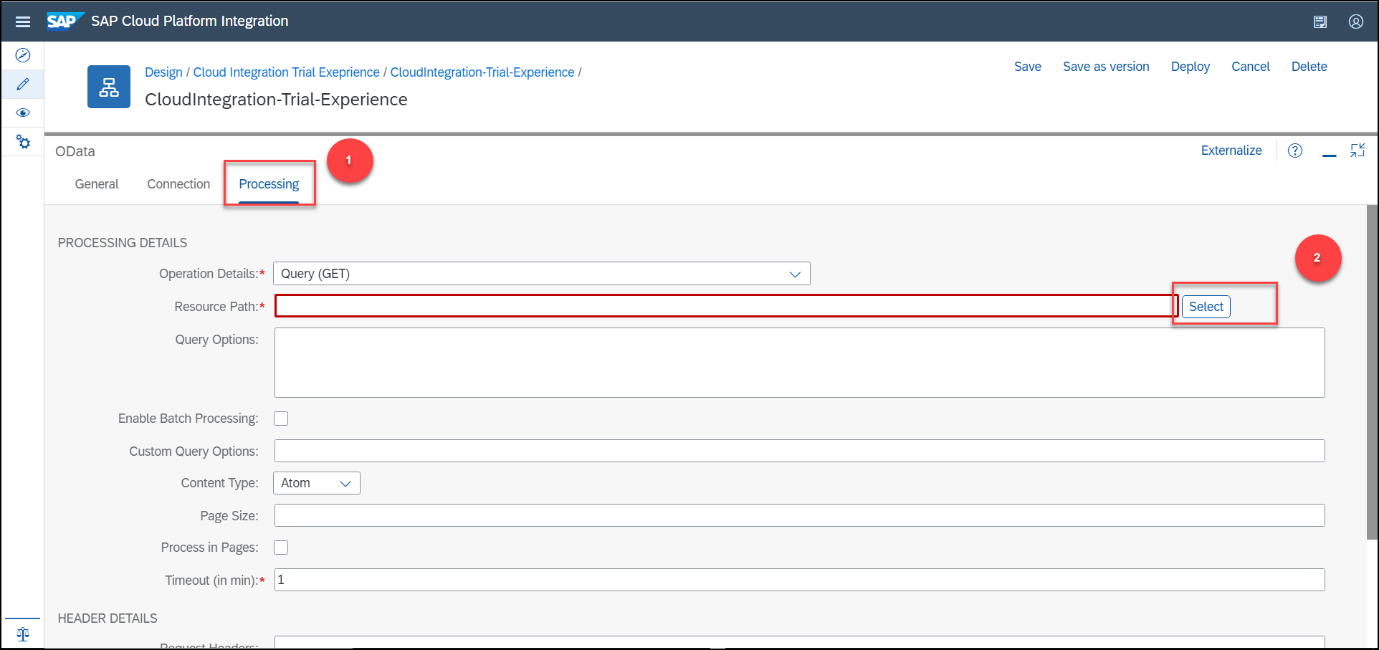 SAP SAP Cloud Platform Integration
Design / Cloud Integration Trial Exeprience / CloudIntegration-Trial-Experience /
Save Save as version Deploy Cancel Delete
CloudIntegration-Trial-Experience
OData
Externalize
1
General Connection Processing
PROCESSING DETAILS
2
Operation Details:* Query (GET)
Resource Path:* Select
Query Options:
Enable Batch Processing:
Custom Query Options:
Content Type: Atom
Page Size:
Process in Pages:
Timeout (in min):* 1
HEADER DETAILS
Request Headers: